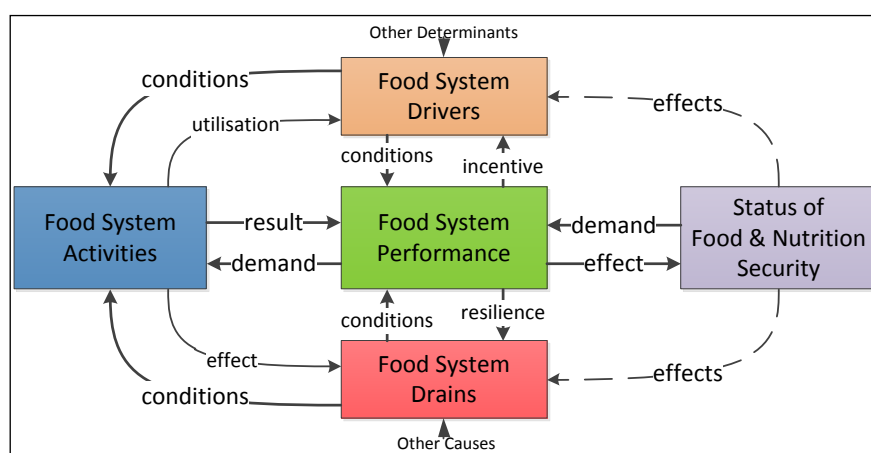 Other Determinants
conditions
Food System
Drivers
effects
utilisation
conditions
incentive
Food System
Activities
result
demand
Food System
Performance
demand
effect
Status of
Food & Nutrition
Security
conditions
resilience
effect
conditions
Food System
Drains
effects
Other Causes